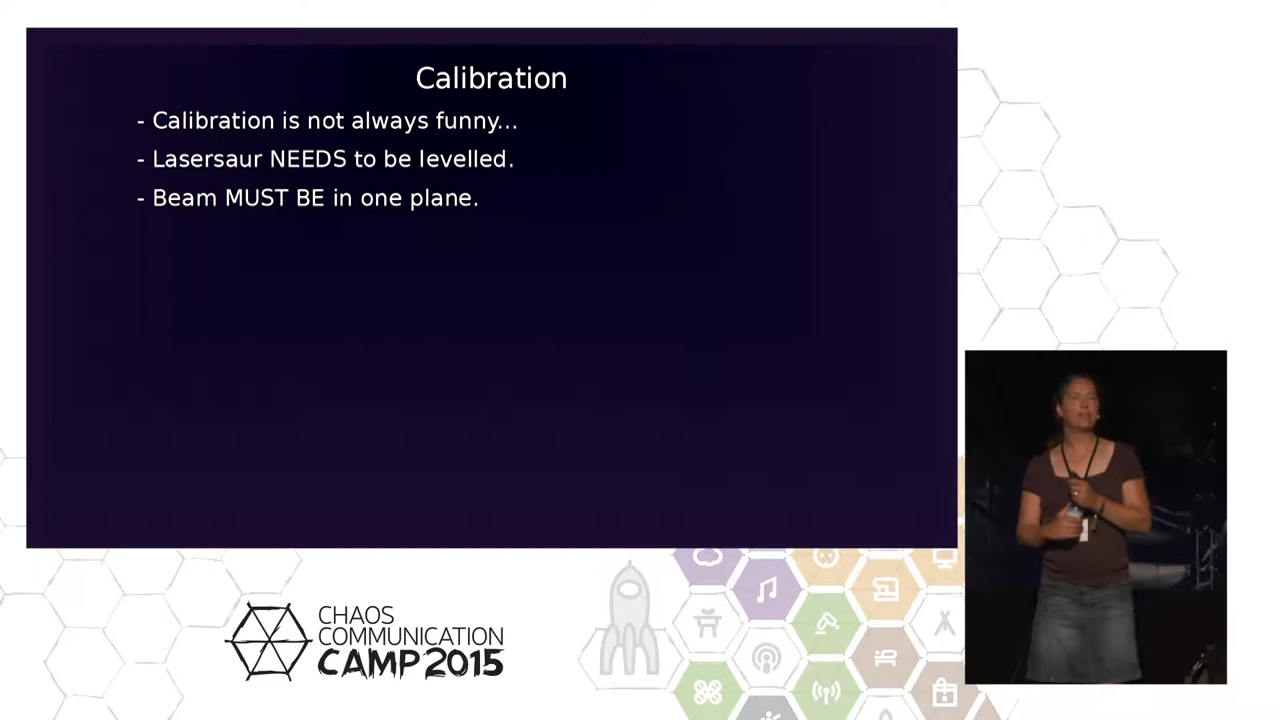 Calibration
- Calibration is not always funny...
- Lasersaur NEEDS to be levelled.
- Beam MUST BE in one plane.
CHAOS
COMMUNICATION
CAMP 2015